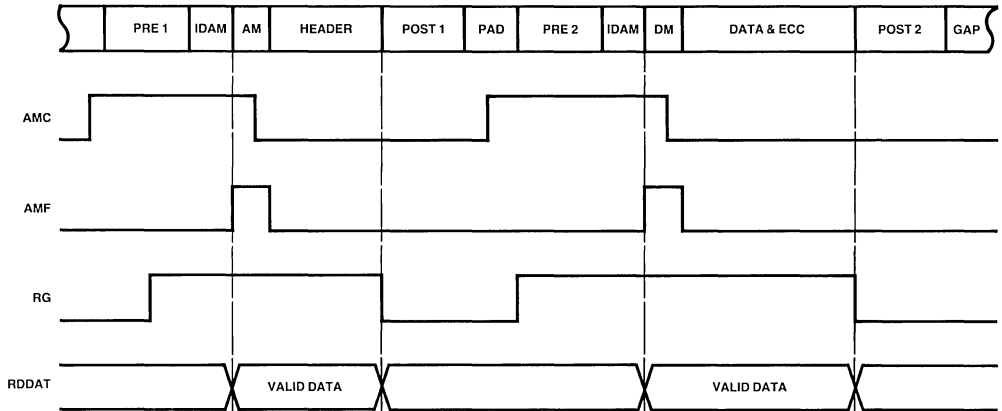 PRE 1 IDAM AM HEADER POST 1 PAD PRE 2 IDAM DM DATA & ECC POST 2 GAP
AMC
AMF
RG
RDDAT VALID DATA VALID DATA